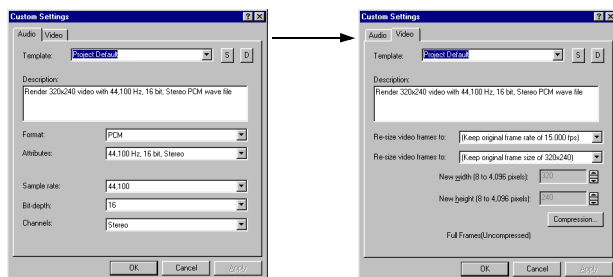 Custom Settings
Audio Video
Template: Project Default S D
Description:
Render 320x240 video with 44,100 Hz, 16 bit, Stereo PCM wave file
Format: PCM
Attributes: 44,100 Hz, 16 bit, Stereo
Sample rate: 44,100
Bit-depth: 16
Channels: Stereo
OK Cancel Apply
Custom Settings
Audio Video
Template: Project Default S D
Description:
Render 320x240 video with 44,100 Hz, 16 bit, Stereo PCM wave file
Re-size video frames to: (Keep original frame rate of 15.000 fps)
Re-size video frames to: (Keep original frame size of 320x240)
New width (8 to 4,096 pixels): 320
New height (8 to 4,096 pixels): 240
Compression...
Full Frames(Uncompressed)
OK Cancel Apply